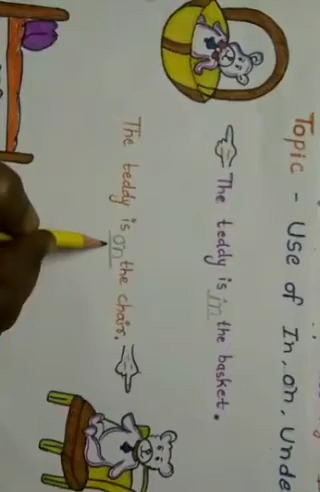 Topic - Use of In, on, Unde
The teddy is in the basket.
The teddy is on the chair.